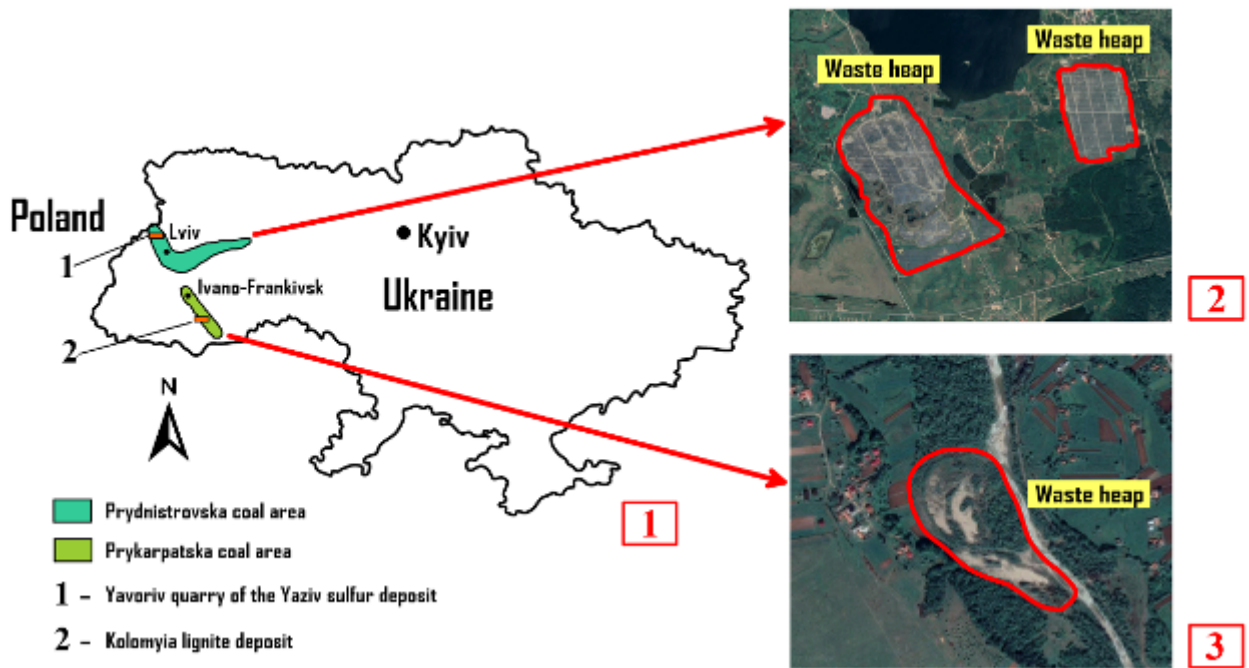 Waste heap
Waste heap
Poland
Lviv
Kyiv
1
Ivano-Frankivsk
Ukraine
2
2
N
Waste heap
Prydnistrovska coal area
1
Prykarpatska coal area
1 – Yavoriv quarry of the Yaziv sulfur deposit
2 – Kolomyia lignite deposit
3